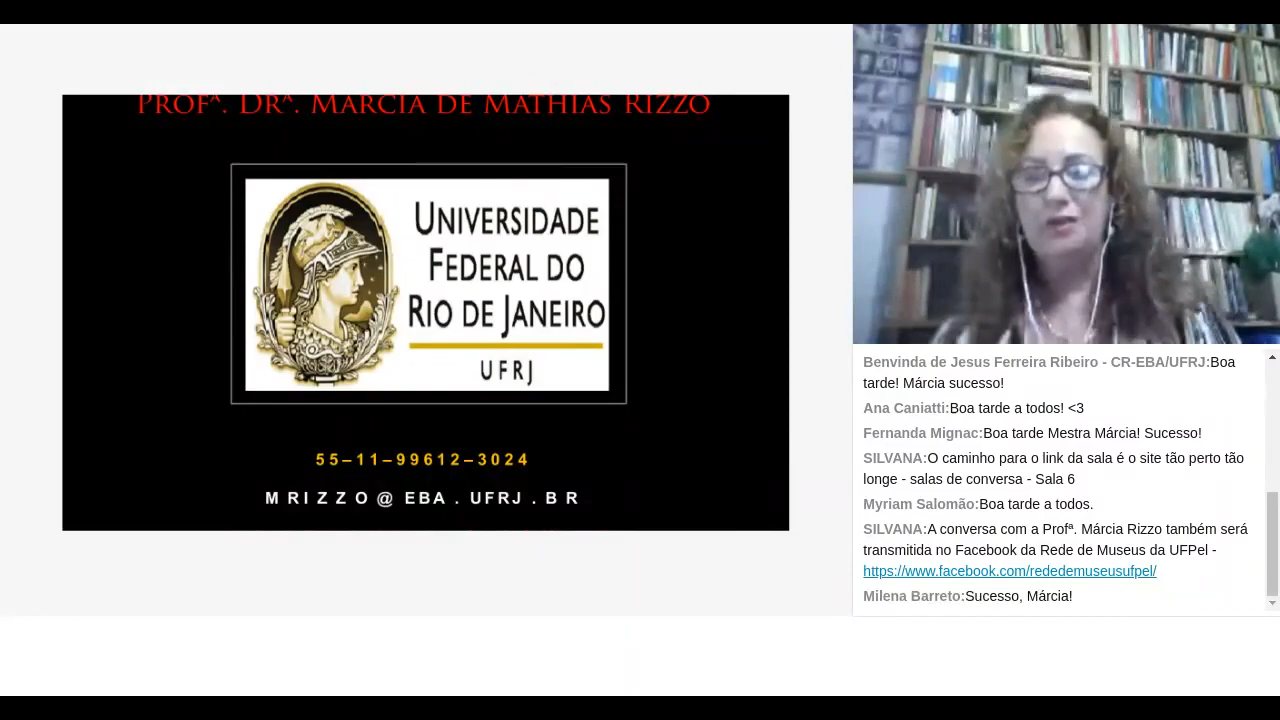 PROFª. DRª. MÁRCIA DE MATHIAS RIZZO
UNIVERSIDADE
FEDERAL DO
RIO DE JANEIRO
UFRJ
55–11–99612–3024
MRIZZO@EBA.UFRJ.BR
Benvinda de Jesus Ferreira Ribeiro - CR-EBA/UFRJ:Boa
tarde! Márcia sucesso!
Ana Caniatti:Boa tarde a todos! <3
Fernanda Mignac:Boa tarde Mestra Márcia! Sucesso!
SILVANA:O caminho para o link da sala é o site tão perto tão
longe - salas de conversa - Sala 6
Myriam Salomão:Boa tarde a todos.
SILVANA:A conversa com a Profª. Márcia Rizzo também será
transmitida no Facebook da Rede de Museus da UFPel -
https://www.facebook.com/rededemuseusufpel/
Milena Barreto:Sucesso, Márcia!